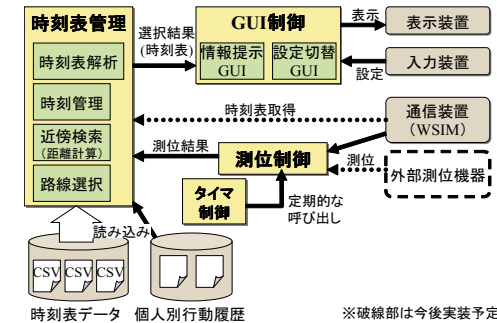 時刻表管理
時刻表解析
時刻管理
近傍検索
(距離計算)
路線選択
選択結果
(時刻表)
GUI制御
情報提示
GUI
設定切替
GUI
表示
表示装置
設定
入力装置
時刻表取得
通信装置
(WSIM)
測位結果
測位制御
測位
外部測位機器
タイマ
制御
定期的な
呼び出し
読み込み
CSV CSV CSV
時刻表データ
個人別行動履歴
※破線部は今後実装予定